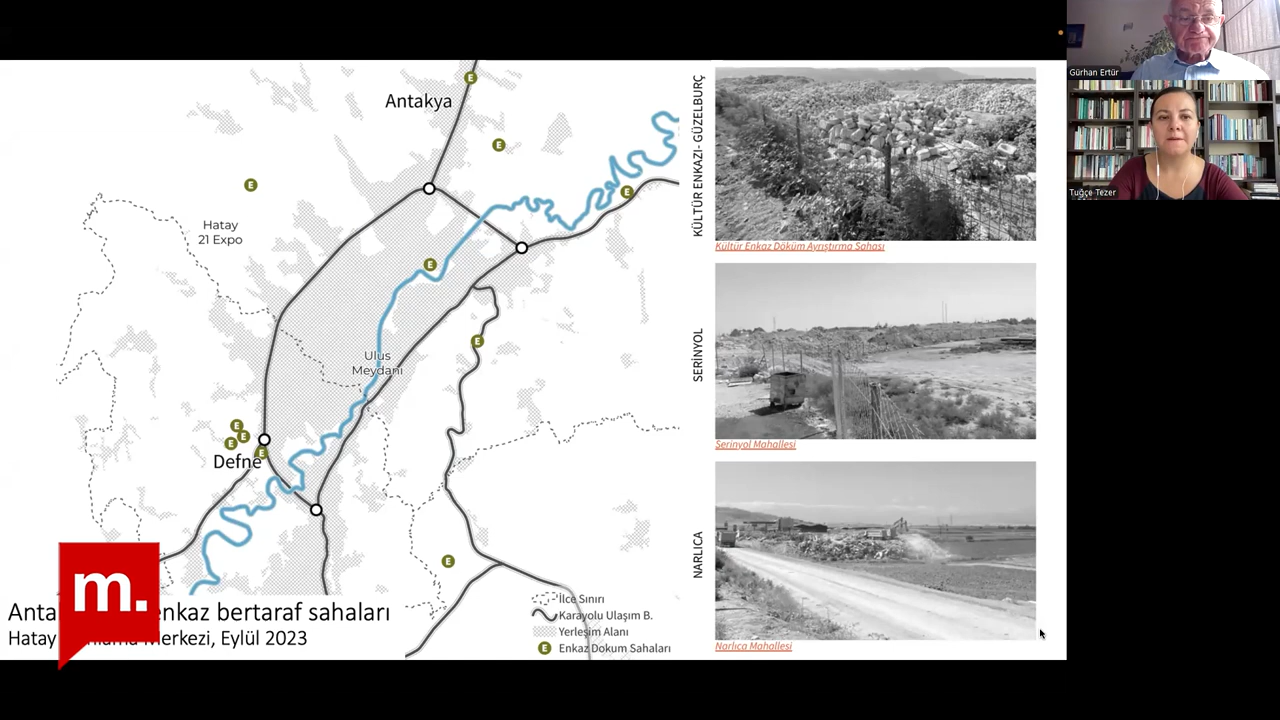 Antakya
Hatay
21 Expo
Ulus
Meydanı
Defne
E
E
E
E
E
E
E
E
E
E
E
enkaz bertaraf sahaları
Hatay
Merkezi, Eylül 2023
m.
İlçe Sınırı
Karayolu Ulaşım B.
Yerleşim Alanı
E Enkaz Dokum Sahaları
KÜLTÜR ENKAZI- GÜZELBURÇ
Kültür Enkaz Döküm Ayrıştırma Sahası
SERİNYOL
Serinyol Mahallesi
NARLICA
Narlıca Mahallesi
Gürhan Ertür
Tuğçe Tezer